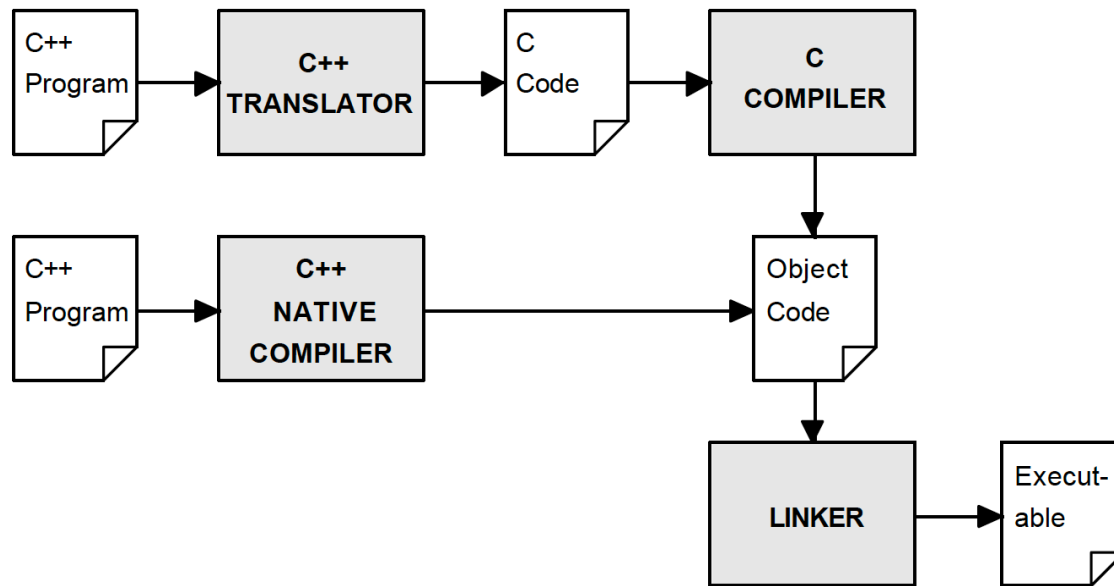 C++
Program
C++
TRANSLATOR
C
Code
C
COMPILER
C++
Program
C++
NATIVE
COMPILER
Object
Code
LINKER
Execut-
able